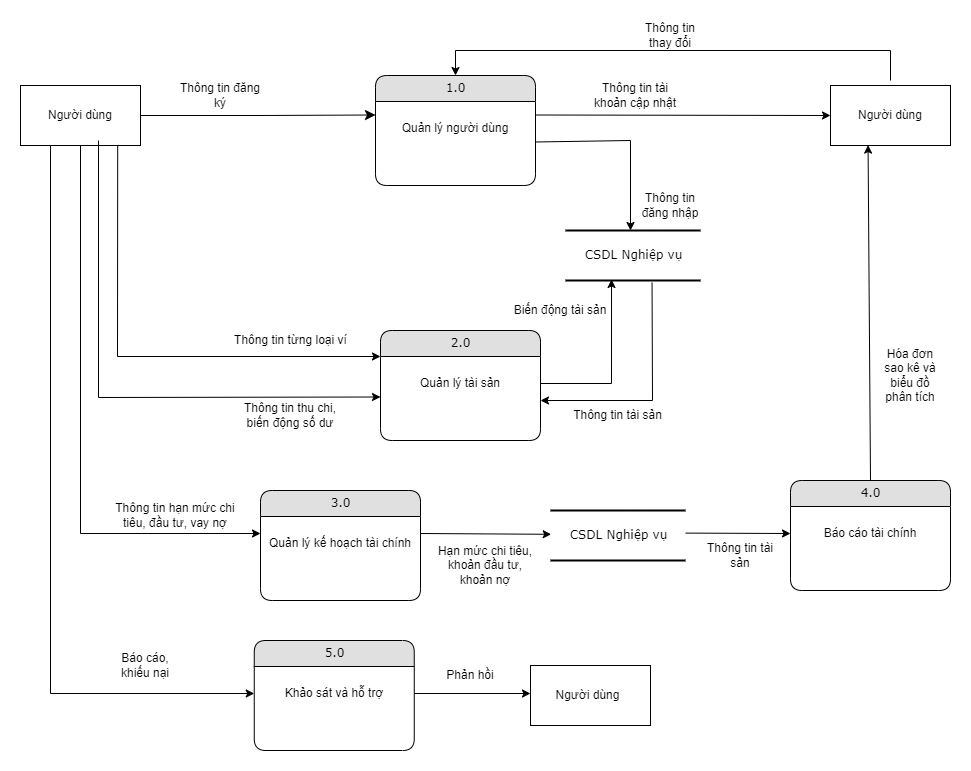 Thông tin
thay đổi
Người dùng
Thông tin đăng
ký
1.0
Quản lý người dùng
Thông tin tài
khoản cập nhật
Người dùng
Thông tin
đăng nhập
CSDL Nghiệp vụ
Biến động tài sản
Thông tin từng loại ví
2.0
Quản lý tài sản
Thông tin thu chi,
biến động số dư
Thông tin tài sản
Hóa đơn
sao kê và
biểu đồ
phân tích
Thông tin hạn mức chi
tiêu, đầu tư, vay nợ
3.0
Quản lý kế hoạch tài chính
Hạn mức chi tiêu,
khoản đầu tư,
khoản nợ
CSDL Nghiệp vụ
Thông tin tài
sản
4.0
Báo cáo tài chính
Báo cáo,
khiếu nại
5.0
Khảo sát và hỗ trợ
Phản hồi
Người dùng